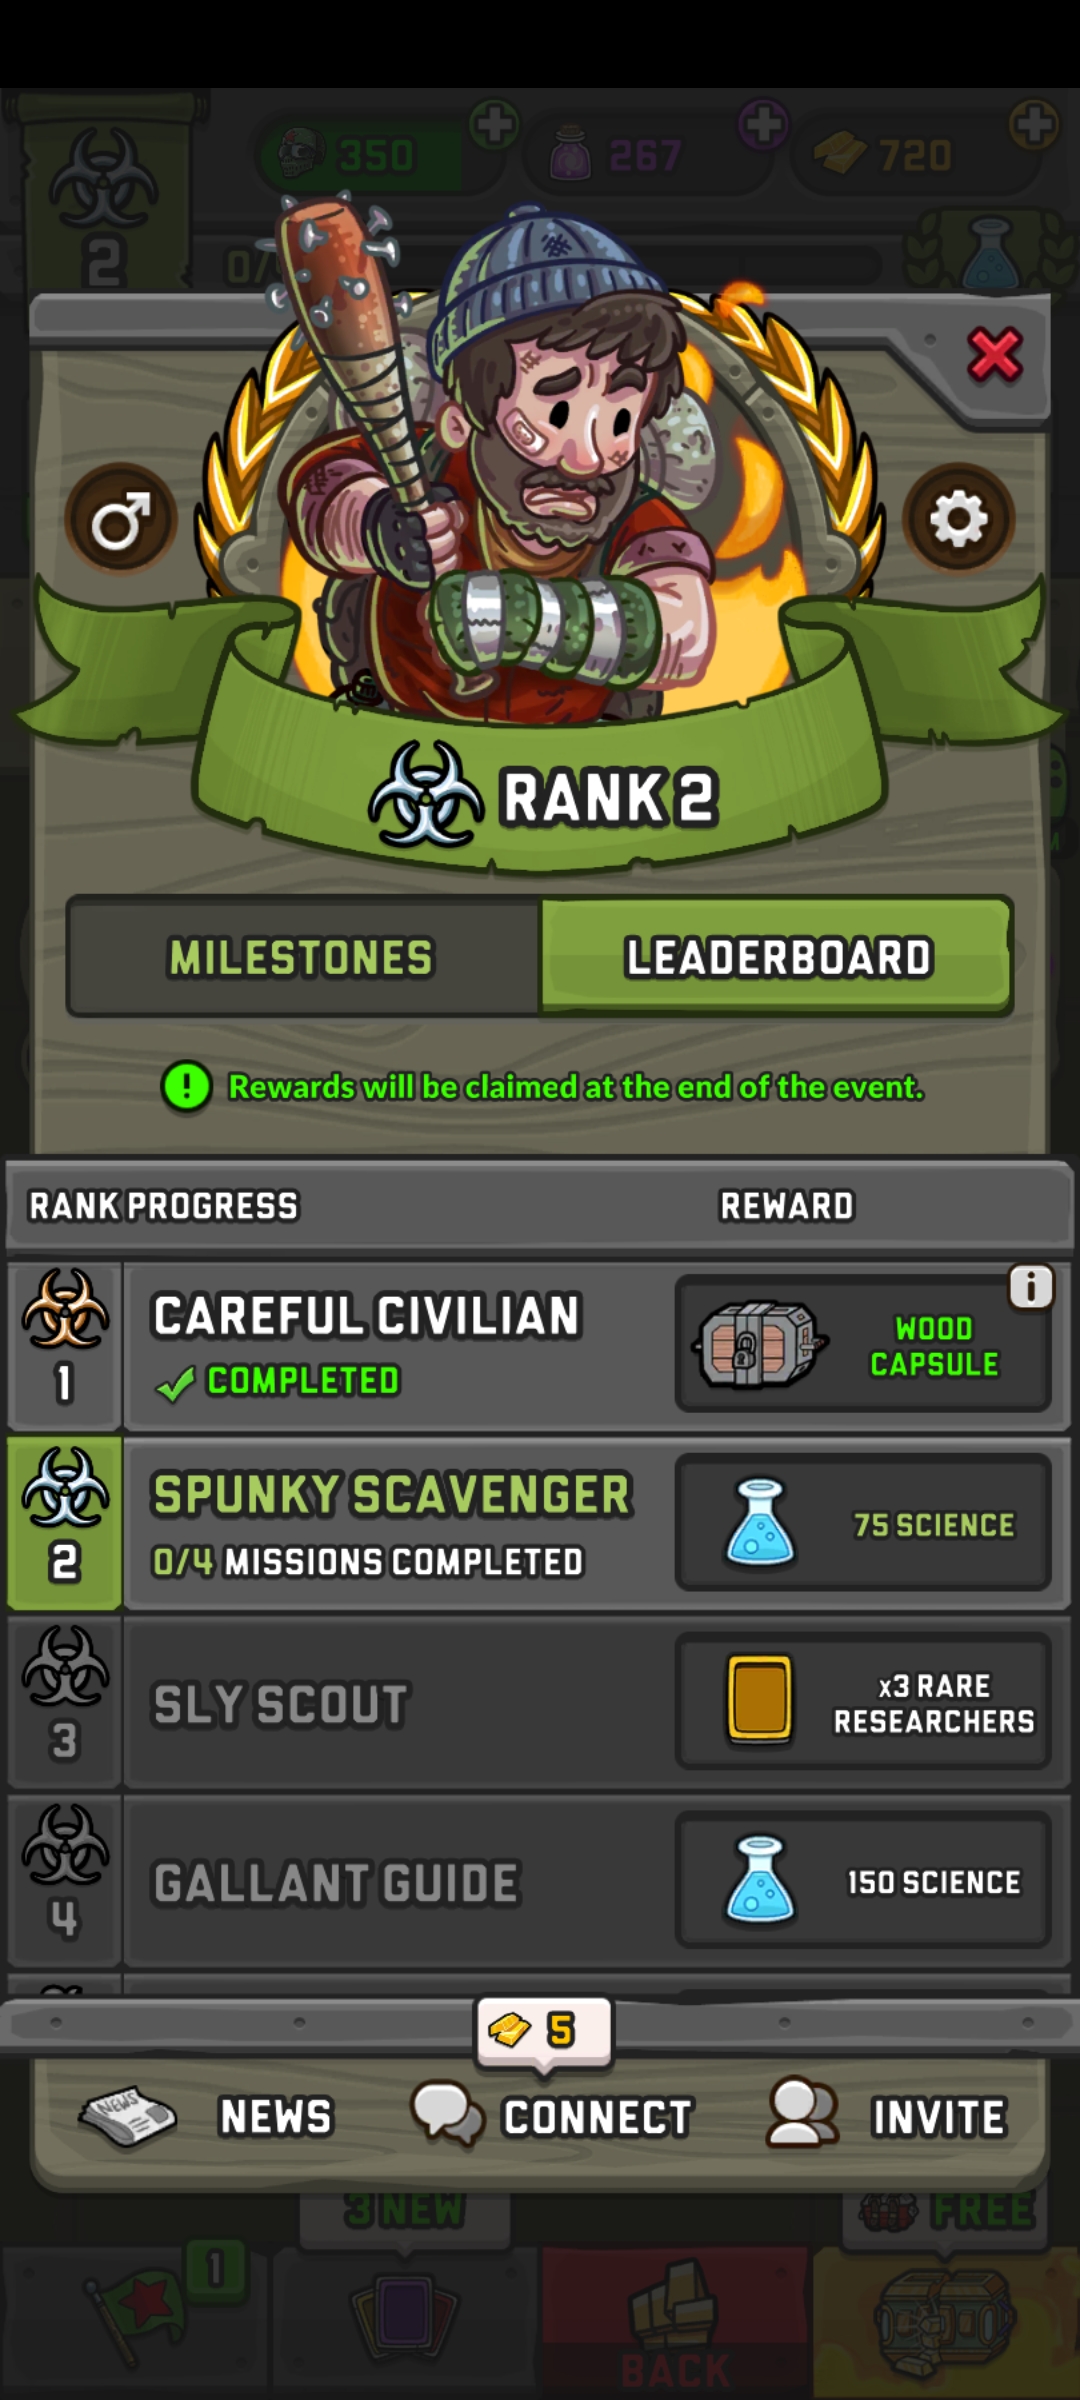 350
267
720
2
0/
RANK 2
MILESTONES
LEADERBOARD
Rewards will be claimed at the end of the event.
RANK PROGRESS
REWARD
1
CAREFUL CIVILIAN
COMPLETED
WOOD
CAPSULE
2
SPUNKY SCAVENGER
0/4 MISSIONS COMPLETED
75 SCIENCE
3
SLY SCOUT
x3 RARE
RESEARCHERS
4
GALLANT GUIDE
150 SCIENCE
5
NEWS
NEWS
CONNECT
INVITE
3 NEW
FREE
1
BACK